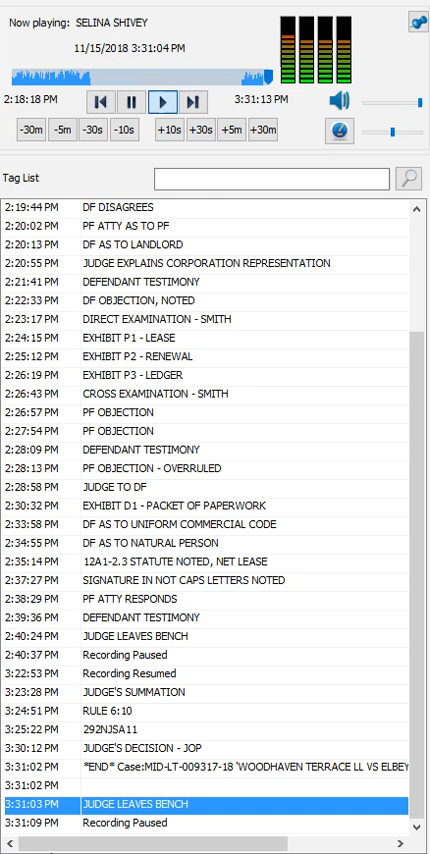 Now playing: SELINA SHIVEY
11/15/2018 3:31:04 PM
2:18:18 PM 3:31:13 PM
-30m -5m -30s -10s +10s +30s +5m +30m
Tag List
2:19:44 PM DF DISAGREES
2:20:02 PM PF ATTY AS TO PF
2:20:13 PM DF AS TO LANDLORD
2:20:55 PM JUDGE EXPLAINS CORPORATION REPRESENTATION
2:21:41 PM DEFENDANT TESTIMONY
2:22:33 PM DF OBJECTION, NOTED
2:23:17 PM DIRECT EXAMINATION - SMITH
2:24:15 PM EXHIBIT P1 - LEASE
2:25:12 PM EXHIBIT P2 - RENEWAL
2:26:19 PM EXHIBIT P3 - LEDGER
2:26:43 PM CROSS EXAMINATION - SMITH
2:26:57 PM PF OBJECTION
2:27:54 PM PF OBJECTION
2:28:09 PM DEFENDANT TESTIMONY
2:28:13 PM PF OBJECTION - OVERRULED
2:28:58 PM JUDGE TO DF
2:30:32 PM EXHIBIT D1 - PACKET OF PAPERWORK
2:33:58 PM DF AS TO UNIFORM COMMERCIAL CODE
2:34:55 PM DF AS TO NATURAL PERSON
2:35:14 PM 12A1-2.3 STATUTE NOTED, NET LEASE
2:37:27 PM SIGNATURE IN NOT CAPS LETTERS NOTED
2:38:29 PM PF ATTY RESPONDS
2:39:36 PM DEFENDANT TESTIMONY
2:40:24 PM JUDGE LEAVES BENCH
2:40:37 PM Recording Paused
3:22:53 PM Recording Resumed
3:23:28 PM JUDGE'S SUMMATION
3:24:51 PM RULE 6:10
3:25:22 PM 292NJSA11
3:30:12 PM JUDGE'S DECISION - JOP
3:31:02 PM *END* Case:MID-LT-009317-18 'WOODHAVEN TERRACE LL VS ELBEY
3:31:02 PM
3:31:03 PM JUDGE LEAVES BENCH
3:31:09 PM Recording Paused